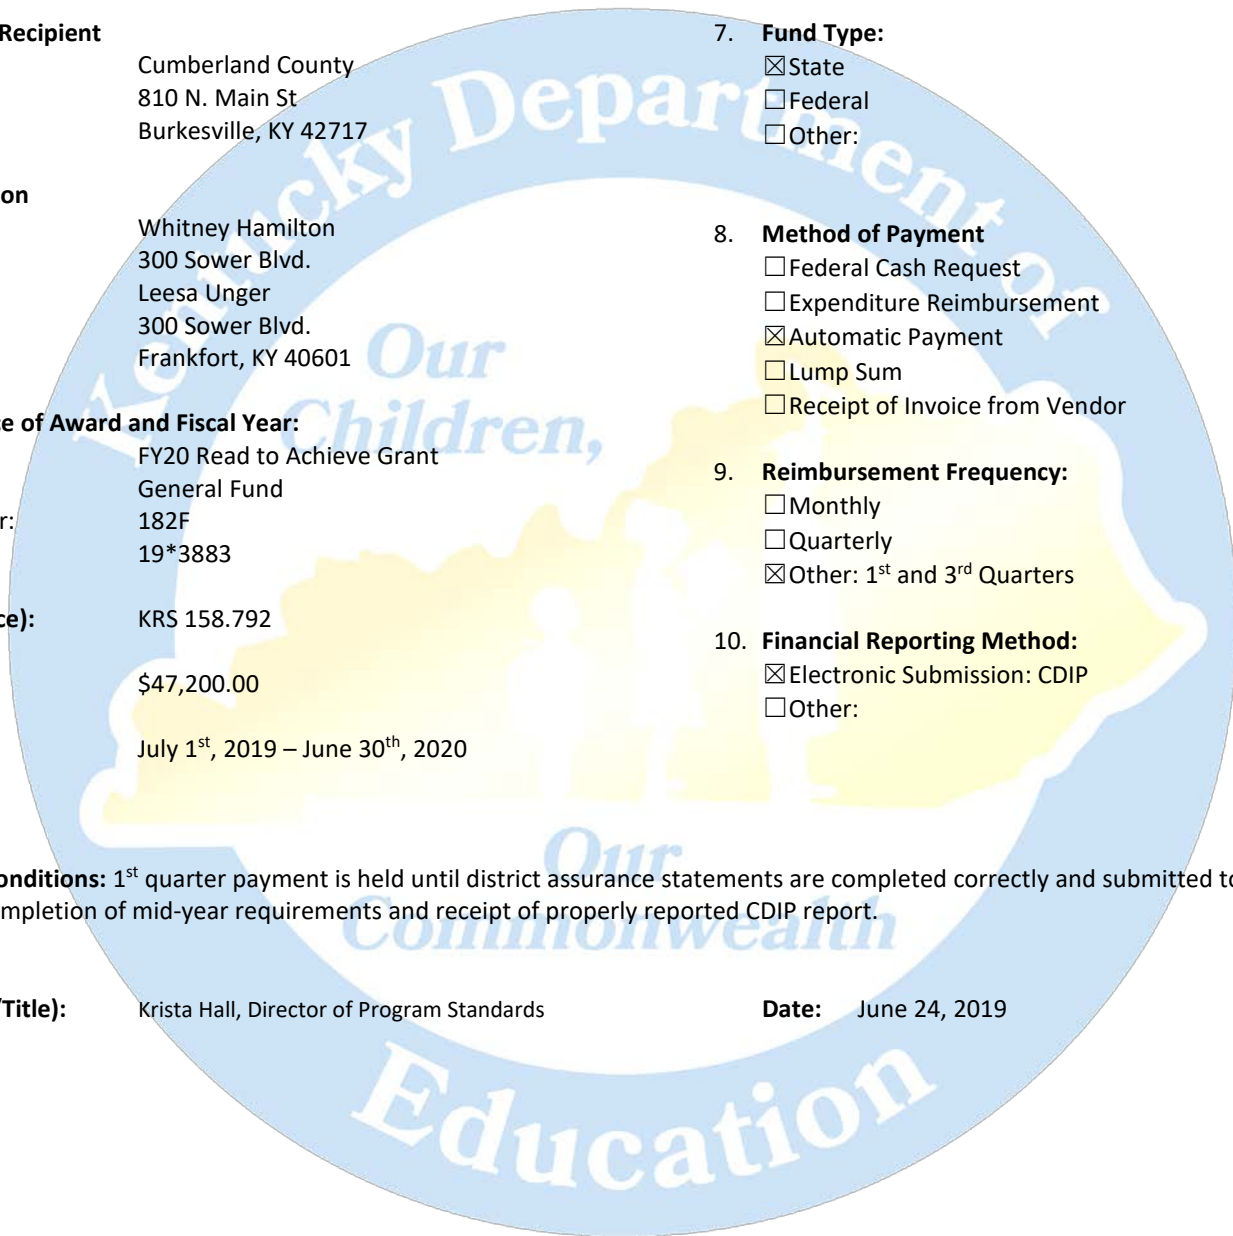 Recipient
Cumberland County
810 N. Main St
Burkesville, KY 42717
on
Whitney Hamilton
300 Sower Blvd.
Leesa Unger
300 Sower Blvd.
Frankfort, KY 40601
ce of Award and Fiscal Year:
FY20 Read to Achieve Grant
General Fund
r: 182F
19*3883
ce): KRS 158.792
$47,200.00
July 1st, 2019 – June 30th, 2020
7. Fund Type:
☒State
☐Federal
☐Other:
8. Method of Payment
☐Federal Cash Request
☐Expenditure Reimbursement
☒Automatic Payment
☐Lump Sum
☐Receipt of Invoice from Vendor
9. Reimbursement Frequency:
☐Monthly
☐Quarterly
☒Other: 1st and 3rd Quarters
10. Financial Reporting Method:
☒Electronic Submission: CDIP
☐Other:
onditions: 1st quarter payment is held until district assurance statements are completed correctly and submitted to
mpletion of mid-year requirements and receipt of properly reported CDIP report.
/Title): Krista Hall, Director of Program Standards Date: June 24, 2019
Kentucky Department of
Education
Our
Children,
Our
Commonwealth